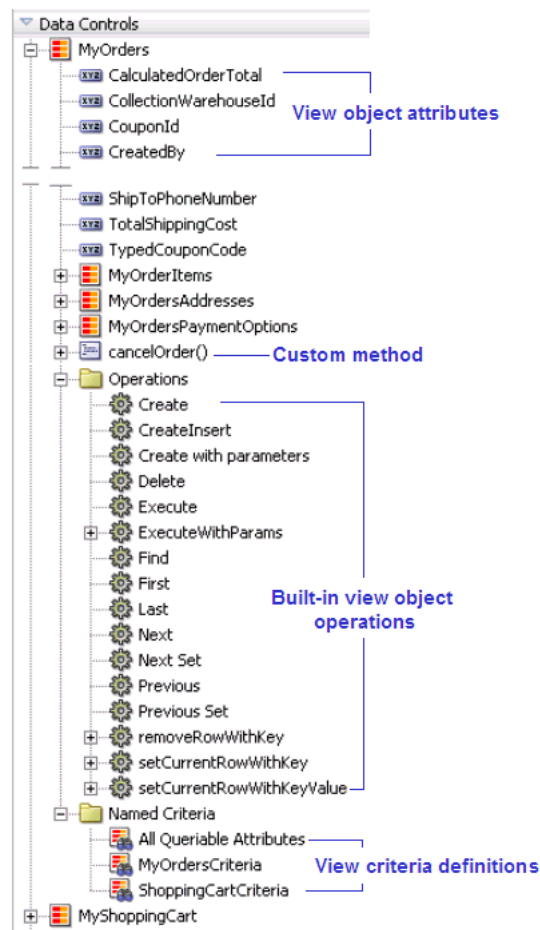 Data Controls
MyOrders
CalculatedOrderTotal
CollectionWarehouseId
View object attributes
CouponId
CreatedBy
ShipToPhoneNumber
TotalShippingCost
TypedCouponCode
MyOrderItems
MyOrdersAddresses
MyOrdersPaymentOptions
cancelOrder()
Custom method
Operations
Create
CreateInsert
Create with parameters
Delete
Execute
ExecuteWithParams
Find
First
Last
Next
Next Set
Previous
Previous Set
removeRowWithKey
setCurrentRowWithKey
setCurrentRowWithKeyValue
Built-in view object
operations
Named Criteria
All Queriable Attributes
MyOrdersCriteria
ShoppingCartCriteria
View criteria definitions
MyShoppingCart